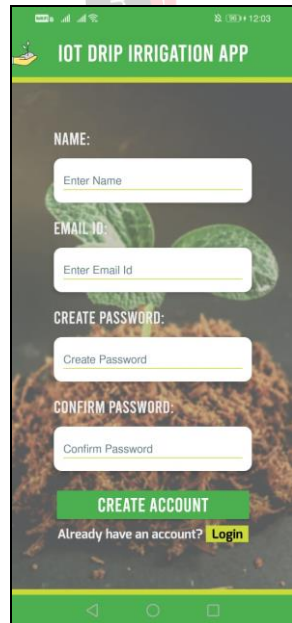 12:03
IOT DRIP IRRIGATION APP
NAME:
Enter Name
EMAIL ID:
Enter Email Id
CREATE PASSWORD:
Create Password
CONFIRM PASSWORD:
Confirm Password
CREATE ACCOUNT
Already have an account? Login